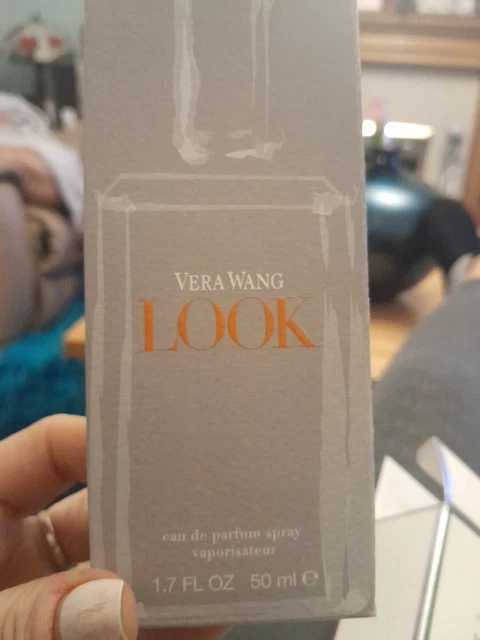 VERA WANG
LOOK
eau de parfum spray
vaporisateur
1.7 FL OZ 50 ml ℮